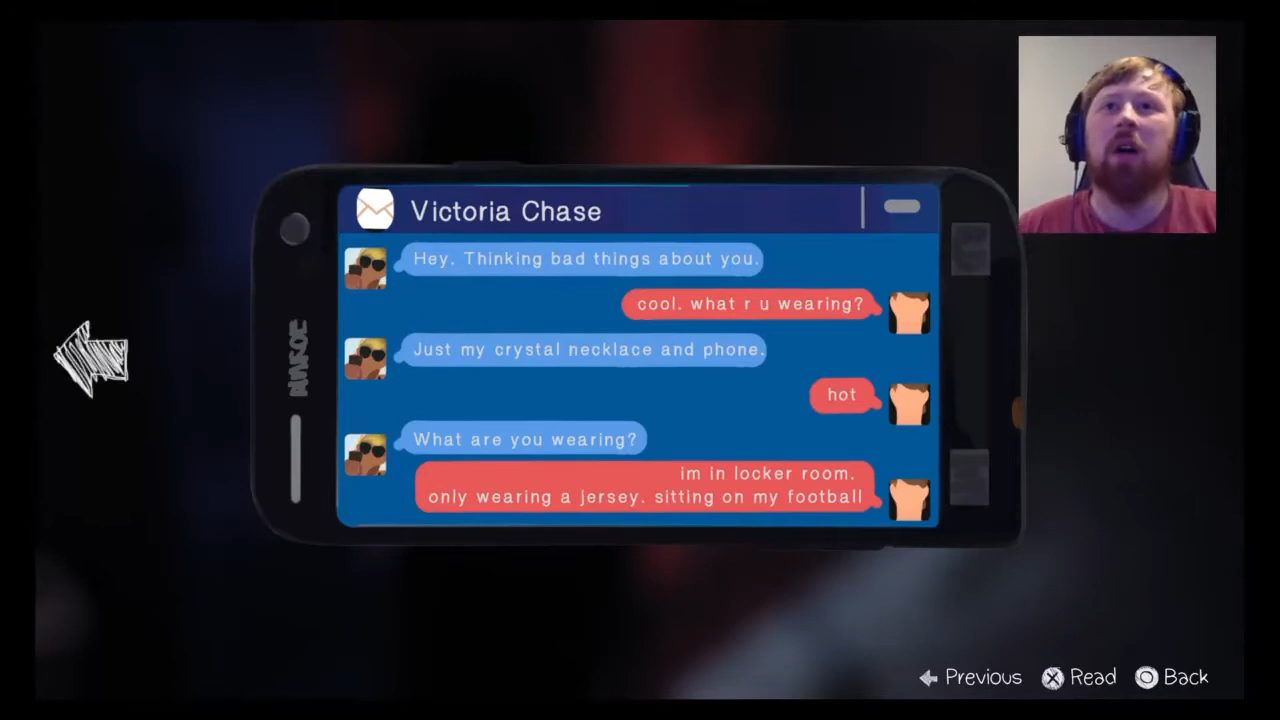 Victoria Chase
Hey. Thinking bad things about you.
cool. what r u wearing?
Just my crystal necklace and phone.
hot
What are you wearing?
im in locker room.
only wearing a jersey. sitting on my football
Previous
Read
Back